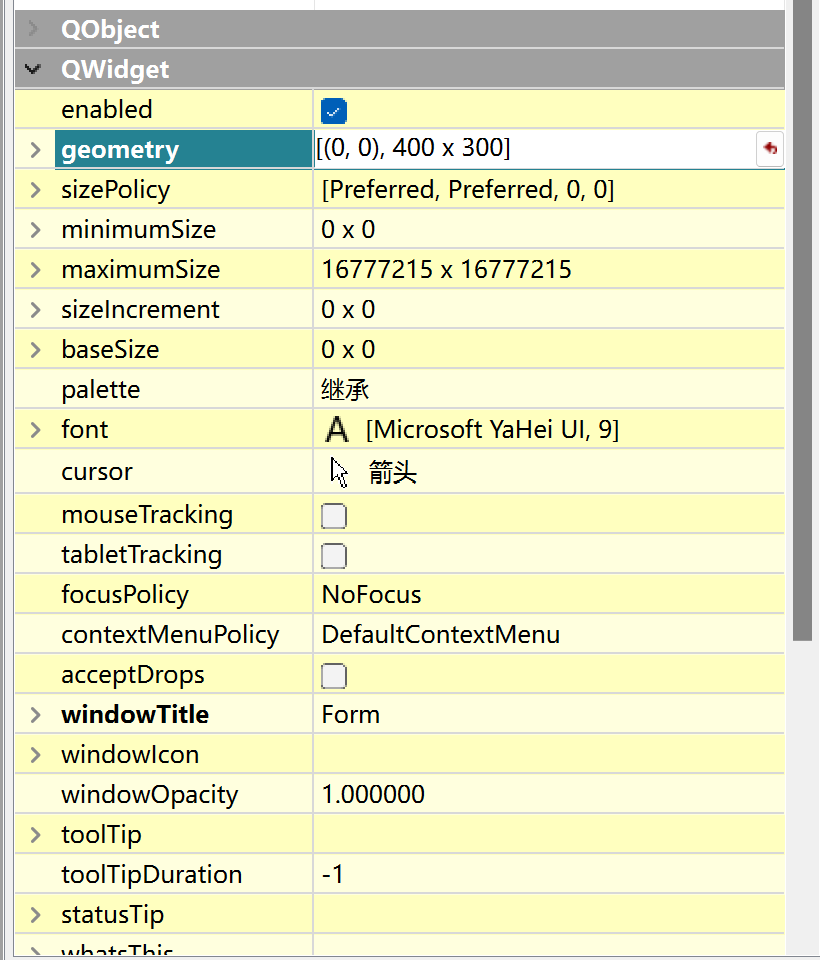 QObject
QWidget
enabled
geometry [(0, 0), 400 x 300]
sizePolicy [Preferred, Preferred, 0, 0]
minimumSize 0 x 0
maximumSize 16777215 x 16777215
sizeIncrement 0 x 0
baseSize 0 x 0
palette 继承
font A [Microsoft YaHei UI, 9]
cursor 箭头
mouseTracking
tabletTracking
focusPolicy NoFocus
contextMenuPolicy DefaultContextMenu
acceptDrops
windowTitle Form
windowIcon
windowOpacity 1.000000
toolTip
toolTipDuration -1
statusTip
whatsThis